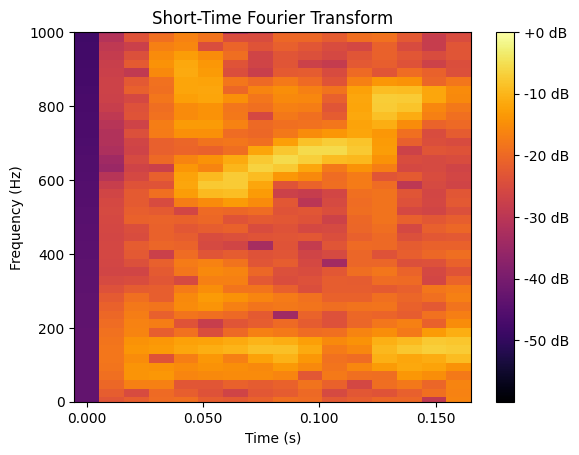 Short-Time Fourier Transform
1000
800
600
400
200
0
Frequency (Hz)
0.000
0.050
0.100
0.150
Time (s)
+0 dB
-10 dB
-20 dB
-30 dB
-40 dB
-50 dB